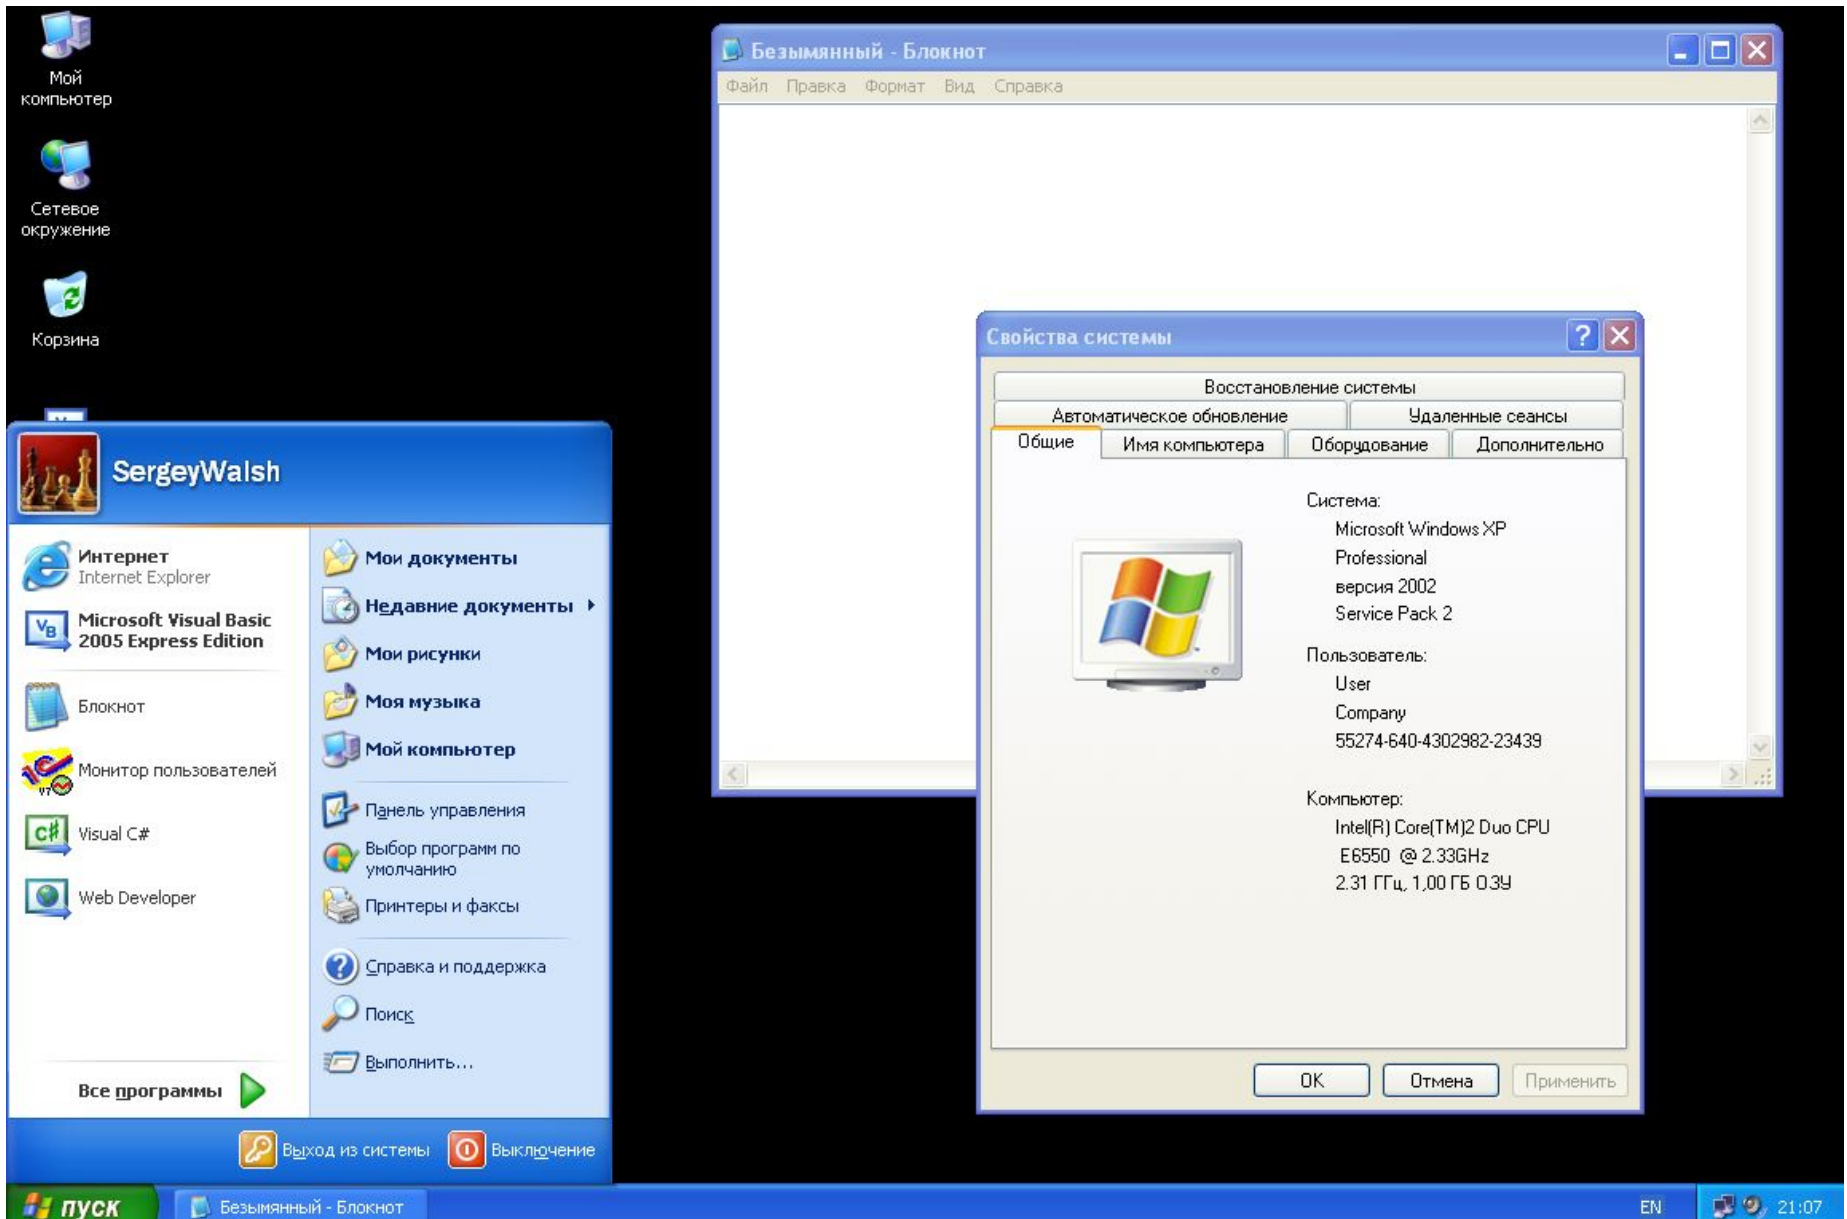 Мой
компьютер
Сетевое
окружение
Корзина
Безымянный - Блокнот
Файл Правка Формат Вид Справка
Свойства системы
Восстановление системы
Автоматическое обновление Удаленные сеансы
Общие Имя компьютера Оборудование Дополнительно
Система:
Microsoft Windows XP
Professional
версия 2002
Service Pack 2
Пользователь:
User
Company
55274-640-4302982-23439
Компьютер:
Intel(R) Core(TM)2 Duo CPU
E6550 @ 2.33GHz
2.31 ГГц, 1,00 ГБ ОЗУ
OK Отмена Применить
SergeyWalsh
Интернет
Internet Explorer
Microsoft Visual Basic
2005 Express Edition
Блокнот
Монитор пользователей
Visual C#
Web Developer
Все программы
Мои документы
Недавние документы
Мои рисунки
Моя музыка
Мой компьютер
Панель управления
Выбор программ по
умолчанию
Принтеры и факсы
Справка и поддержка
Поиск
Выполнить...
Выход из системы Выключение
пуск Безымянный - Блокнот EN 21:07